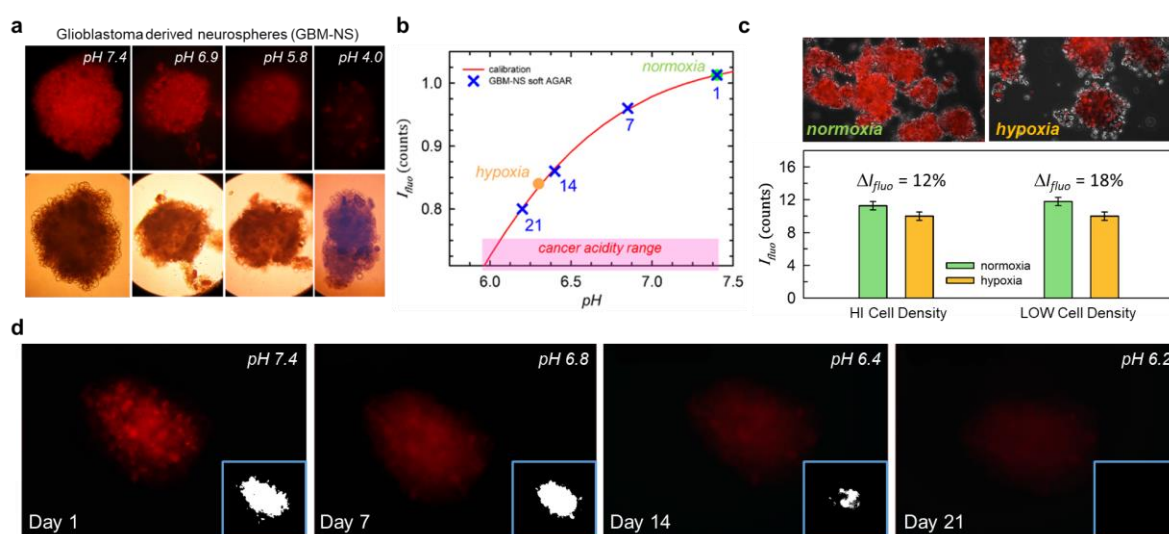 a
Glioblastoma derived neurospheres (GBM-NS)
pH 7.4
pH 6.9
pH 5.8
pH 4.0
b
I_fluo (counts)
1.0
0.9
0.8
calibration
GBM-NS soft AGAR
normoxia
1
7
14
hypoxia
21
cancer acidity range
6.0
6.5
7.0
7.5
pH
c
normoxia
hypoxia
I_fluo (counts)
16
12
8
4
0
ΔI_fluo = 12%
ΔI_fluo = 18%
normoxia
hypoxia
HI Cell Density
LOW Cell Density
d
pH 7.4
Day 1
pH 6.8
Day 7
pH 6.4
Day 14
pH 6.2
Day 21